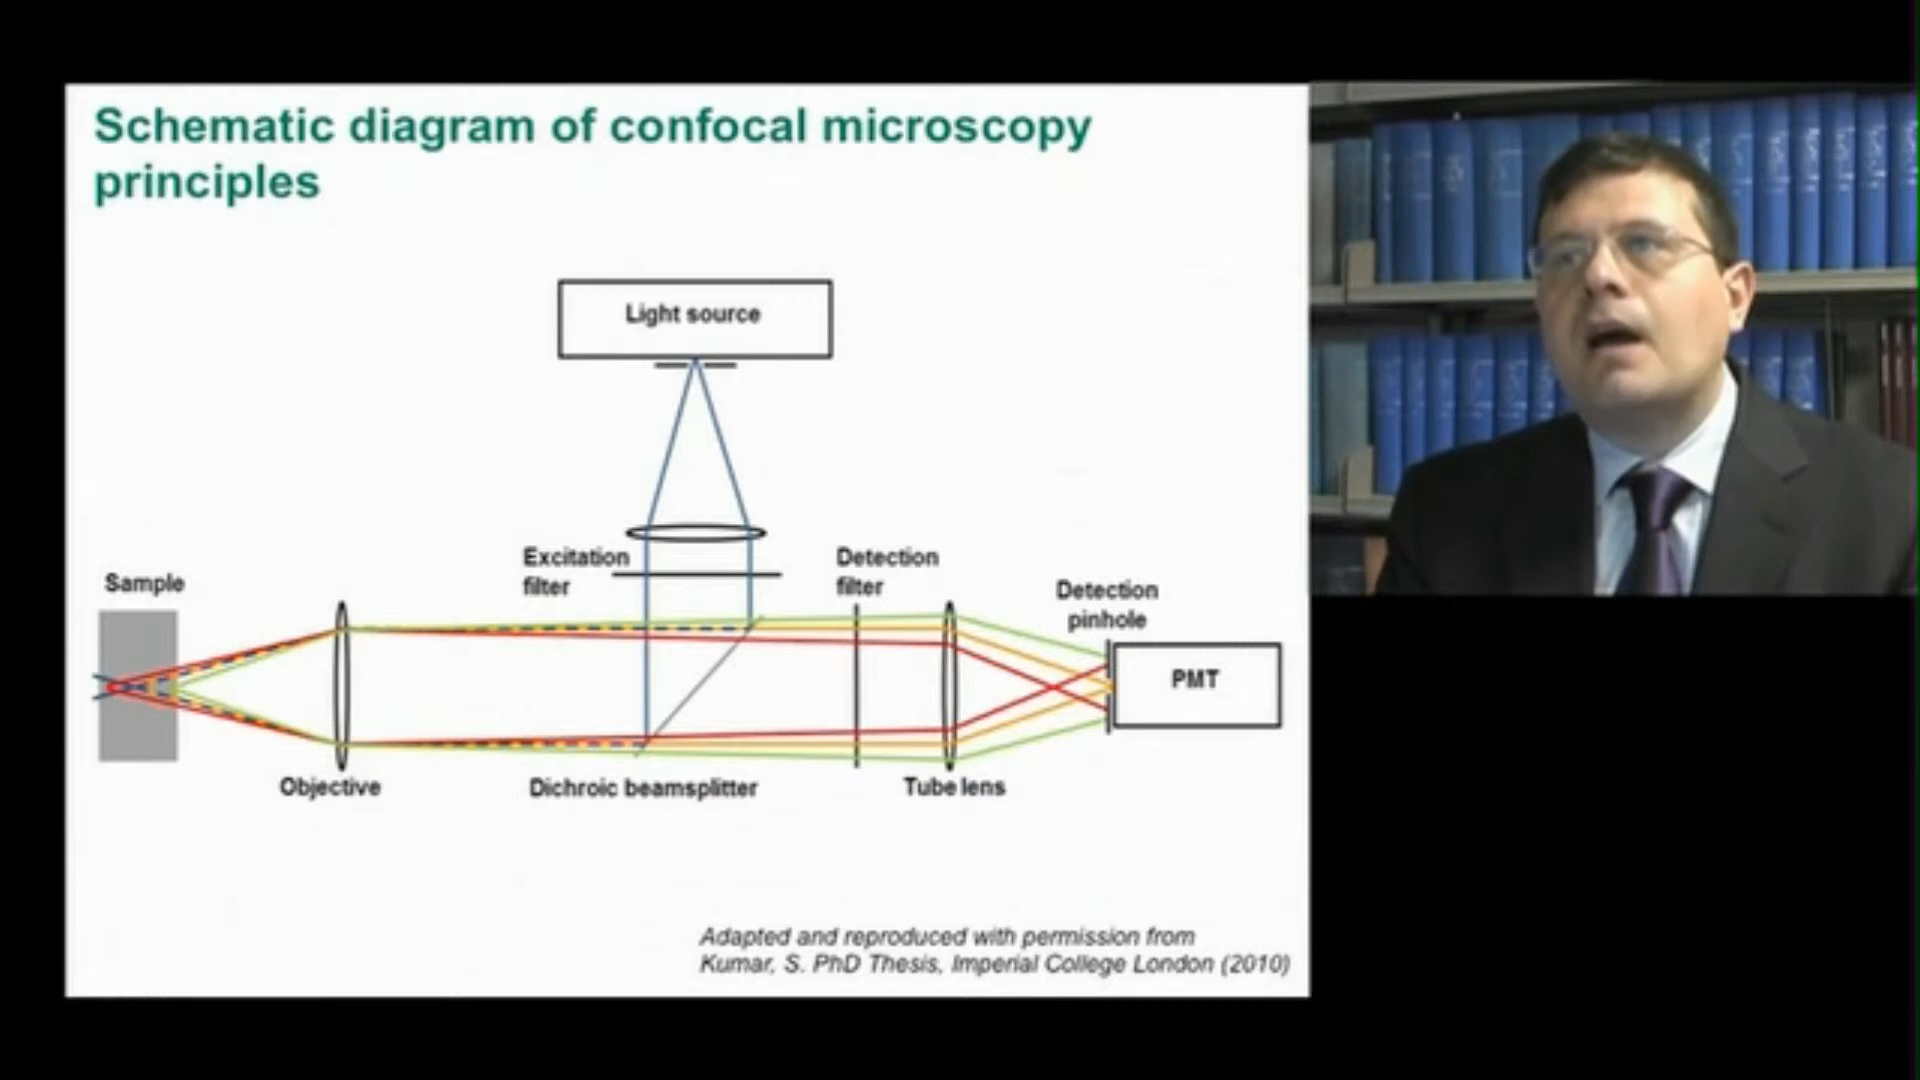 Schematic diagram of confocal microscopy
principles
Light source
Excitation
filter
Detection
filter
Sample
Detection
pinhole
PMT
Objective
Dichroic beamsplitter
Tube lens
Adapted and reproduced with permission from
Kumar, S. PhD Thesis, Imperial College London (2010)